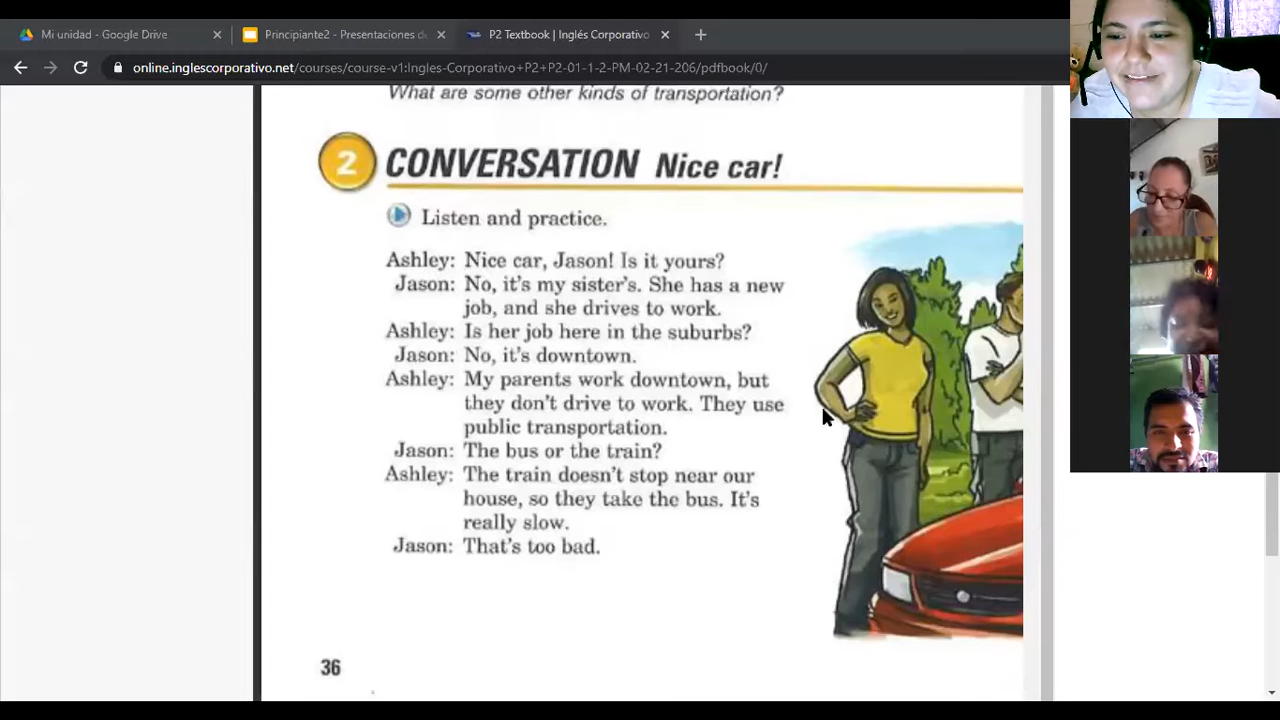 Mi unidad - Google Drive
Principiante2 - Presentaciones d
P2 Textbook | Inglés Corporativo
online.inglescorporativo.net/courses/course-v1:Ingles-Corporativo+P2+P2-01-1-2-PM-02-21-206/pdfbook/0/
What are some other kinds of transportation?
2 CONVERSATION Nice car!
Listen and practice.
Ashley: Nice car, Jason! Is it yours?
Jason: No, it's my sister's. She has a new
job, and she drives to work.
Ashley: Is her job here in the suburbs?
Jason: No, it's downtown.
Ashley: My parents work downtown, but
they don't drive to work. They use
public transportation.
Jason: The bus or the train?
Ashley: The train doesn't stop near our
house, so they take the bus. It's
really slow.
Jason: That's too bad.
36